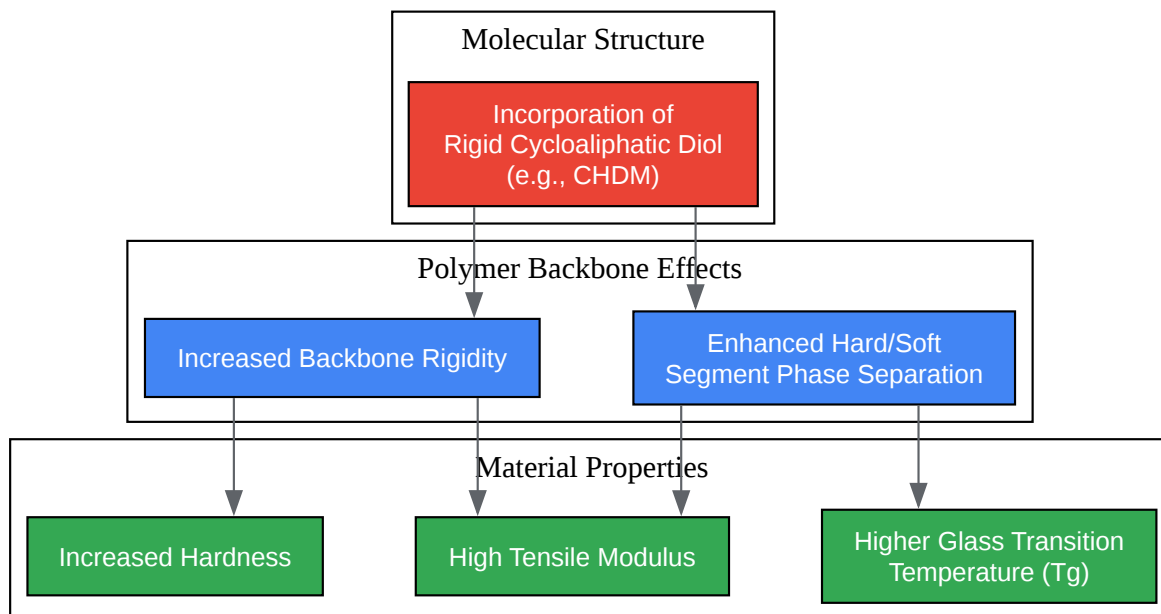 Molecular Structure
Incorporation of
Rigid Cycloaliphatic Diol
(e.g., CHDM)
Polymer Backbone Effects
Increased Backbone Rigidity
Enhanced Hard/Soft
Segment Phase Separation
Material Properties
Increased Hardness
High Tensile Modulus
Higher Glass Transition
Temperature (Tg)